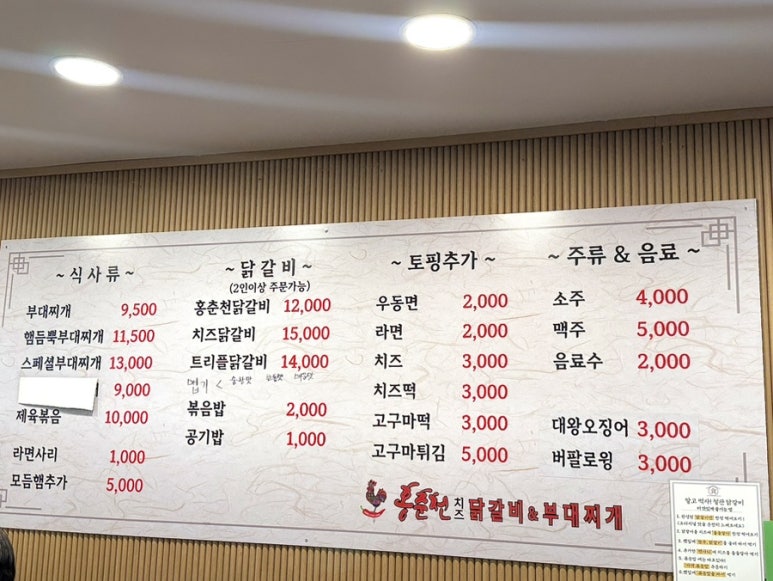 ~ 식 사 류 ~
부대찌개 9,500
햄듬뿍부대찌개 11,500
스페셜부대찌개 13,000
9,000
제육볶음 10,000
라면사리 1,000
모듬햄추가 5,000
~ 닭 갈 비 ~
(2인이상 주문가능)
홍춘천닭갈비 12,000
치즈닭갈비 15,000
트리플닭갈비 14,000
맵기 <
볶음밥 2,000
공기밥 1,000
~ 토핑추가 ~
우동면 2,000
라면 2,000
치즈 3,000
치즈떡 3,000
고구마떡 3,000
고구마튀김 5,000
~ 주류 & 음료 ~
소주 4,000
맥주 5,000
음료수 2,000
대왕오징어 3,000
버팔로윙 3,000
홍춘천 치즈 닭갈비&부대찌개